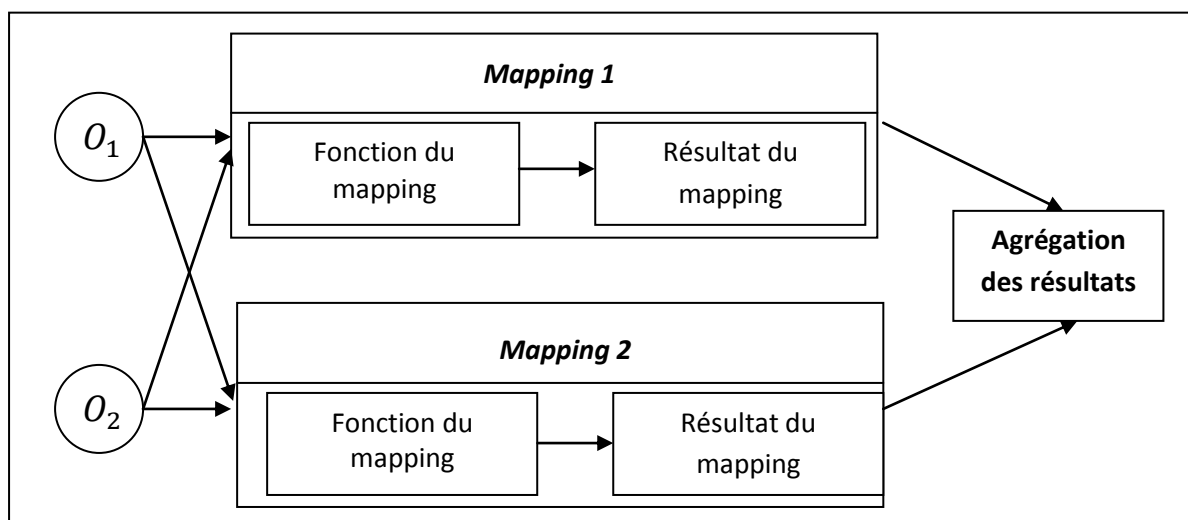 Mapping 1
O₁
Fonction du
mapping
Résultat du
mapping
Agrégation
des résultats
Mapping 2
O₂
Fonction du
mapping
Résultat du
mapping